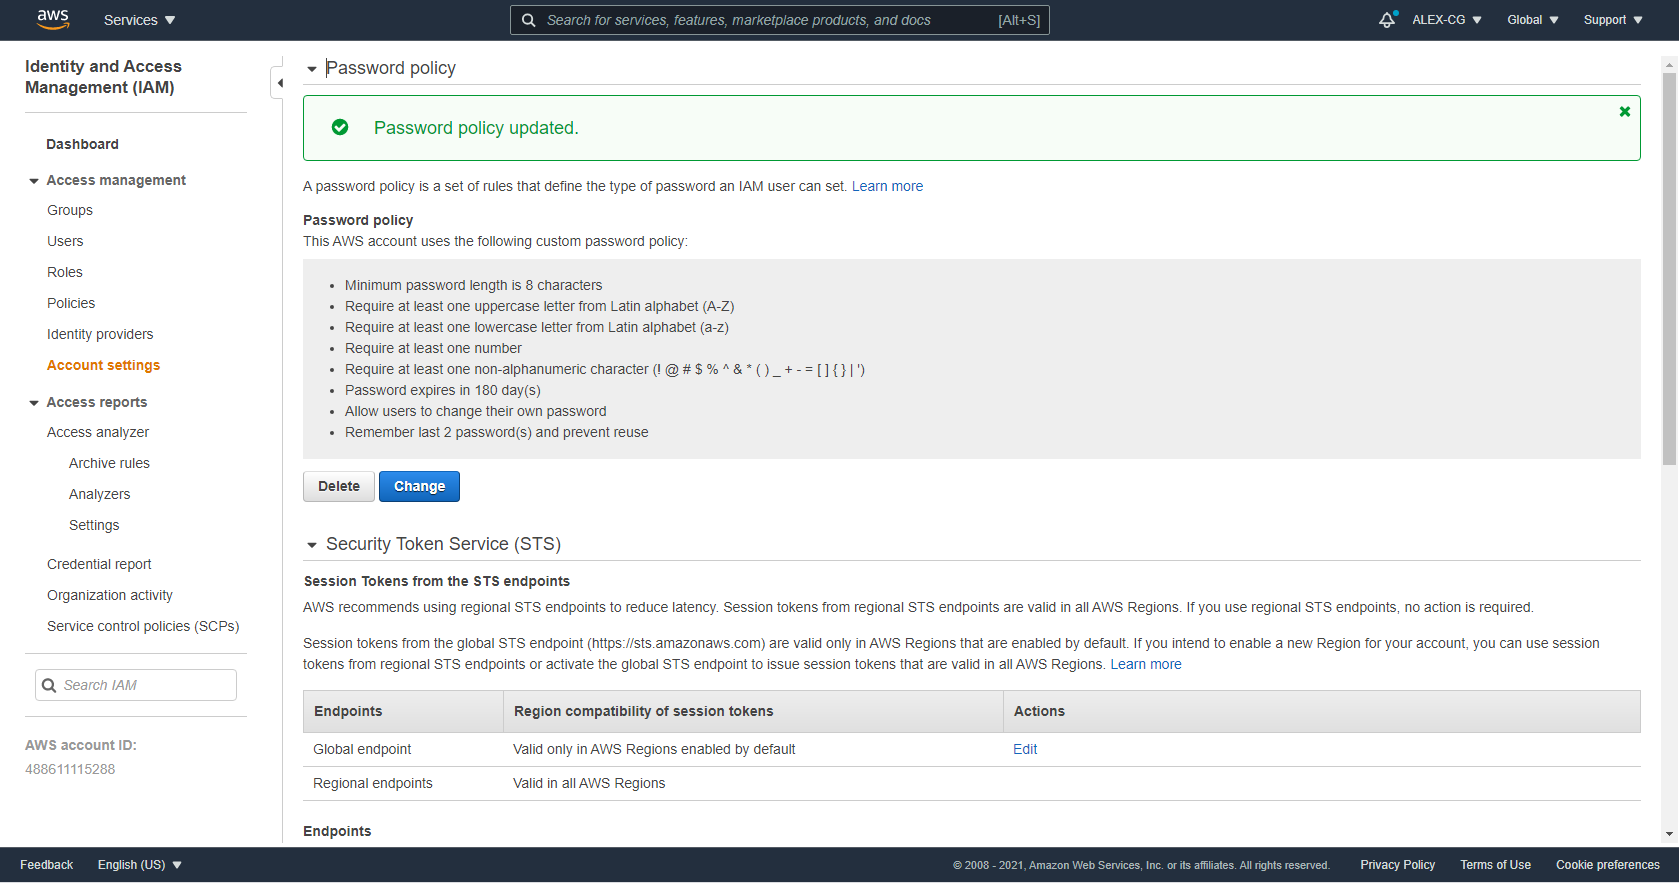 aws
Services
Search for services, features, marketplace products, and docs [Alt+S]
ALEX-CG
Global
Support
Identity and Access
Management (IAM)
Dashboard
Access management
Groups
Users
Roles
Policies
Identity providers
Account settings
Access reports
Access analyzer
Archive rules
Analyzers
Settings
Credential report
Organization activity
Service control policies (SCPs)
Search IAM
AWS account ID:
488611115288
Password policy
Password policy updated.
A password policy is a set of rules that define the type of password an IAM user can set. Learn more
Password policy
This AWS account uses the following custom password policy:
• Minimum password length is 8 characters
• Require at least one uppercase letter from Latin alphabet (A-Z)
• Require at least one lowercase letter from Latin alphabet (a-z)
• Require at least one number
• Require at least one non-alphanumeric character (! @ # $ % ^ & * ( ) _ + - = [ ] { } | ')
• Password expires in 180 day(s)
• Allow users to change their own password
• Remember last 2 password(s) and prevent reuse
Delete
Change
Security Token Service (STS)
Session Tokens from the STS endpoints
AWS recommends using regional STS endpoints to reduce latency. Session tokens from regional STS endpoints are valid in all AWS Regions. If you use regional STS endpoints, no action is required.
Session tokens from the global STS endpoint (https://sts.amazonaws.com) are valid only in AWS Regions that are enabled by default. If you intend to enable a new Region for your account, you can use session
tokens from regional STS endpoints or activate the global STS endpoint to issue session tokens that are valid in all AWS Regions. Learn more
Endpoints Region compatibility of session tokens Actions
Global endpoint Valid only in AWS Regions enabled by default Edit
Regional endpoints Valid in all AWS Regions
Endpoints
Feedback
English (US)
© 2008 - 2021, Amazon Web Services, Inc. or its affiliates. All rights reserved.
Privacy Policy
Terms of Use
Cookie preferences